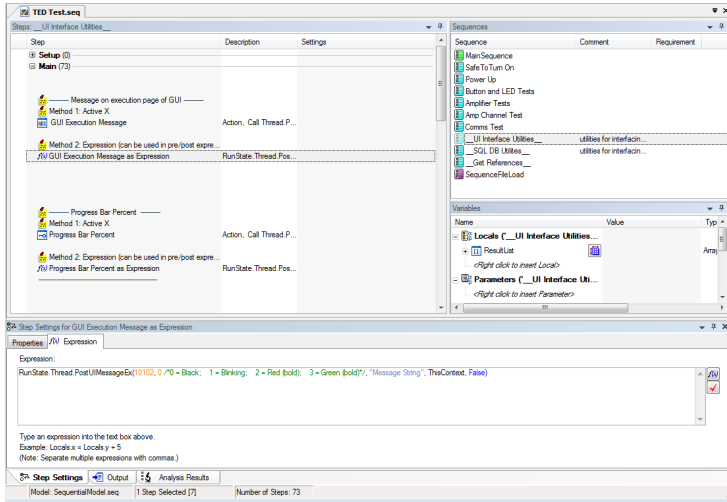 TED Test.seq
Steps: __UI Interface Utilities__
Step Description Settings
Setup (0)
Main (73)
--------- Message on execution page of GUI ----------
Method 1: Active X
GUI Execution Message Action, Call Thread.P...
Method 2: Expression (can be used in pre/post expre...
GUI Execution Message as Expression RunState.Thread.Pos...
--------- Progress Bar Percent ---------
Method 1: Active X
Progress Bar Percent Action, Call Thread.P...
Method 2: Expression (can be used in pre/post expre...
Progress Bar Percent as Expression RunState.Thread.Pos...
Sequences
Sequence Comment Requirement
MainSequence
SafeToTurn On
Power Up
Button and LED Tests
Amplifier Tests
Amp Channel Test
Comms Test
__UI Interface Utilities__ utilities for interfacin...
__SQL DB Utilites__ utilities for interfacin...
__Get References__
SequenceFileLoad
Variables
Name Value Typ
Locals ('__UI Interface Utilities...
ResultList Array
<Right click to insert Local>
Parameters ('__UI Interface Uti...
<Right click to insert Parameter>
Step Settings for GUI Execution Message as Expression
Properties f(x) Expression
Expression:
RunState.Thread.PostUIMessageEx(10102, 0 /*0 = Black; 1 = Blinking; 2 = Red (bold); 3 = Green (bold)*/, "Message String", ThisContext, False)
Type an expression into the text box above.
Example: Locals.x = Locals.y + 5
(Note: Separate multiple expressions with commas.)
Step Settings Output Analysis Results
Model: SequentialModel.seq 1 Step Selected [7] Number of Steps: 73